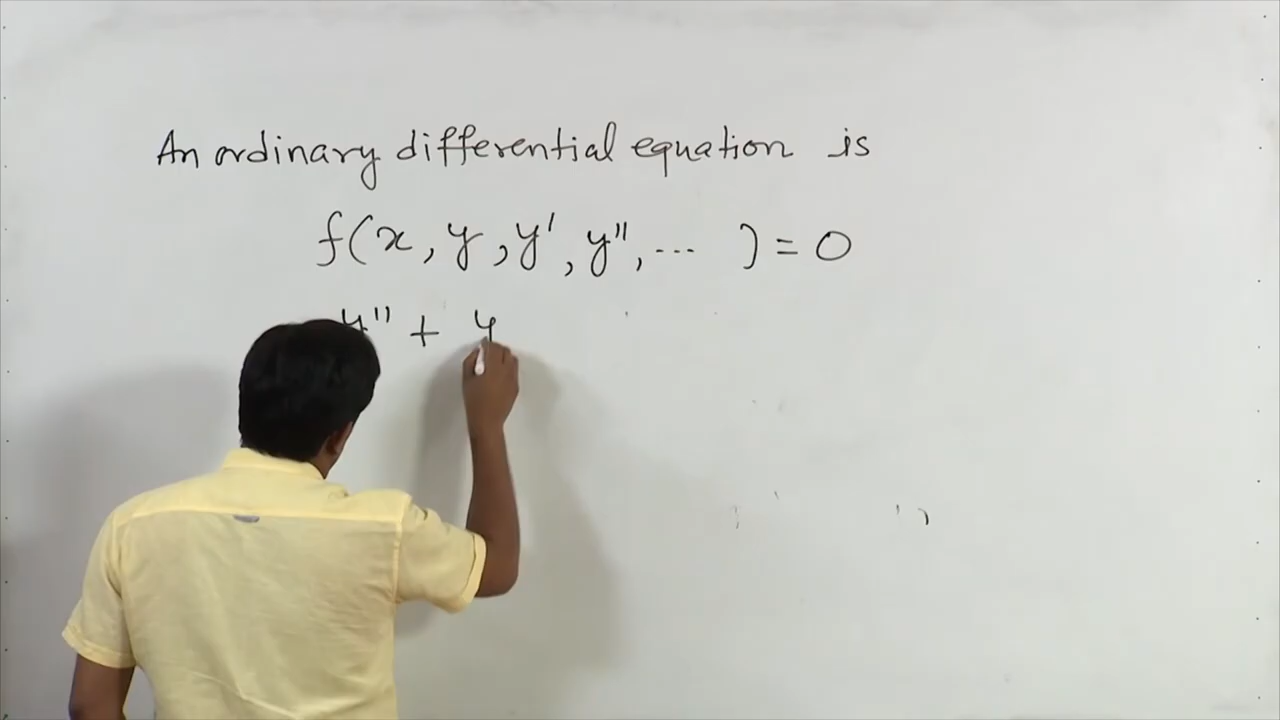 An ordinary differential equation is
f(x, y, y', y'', ... ) = 0
y'' + y